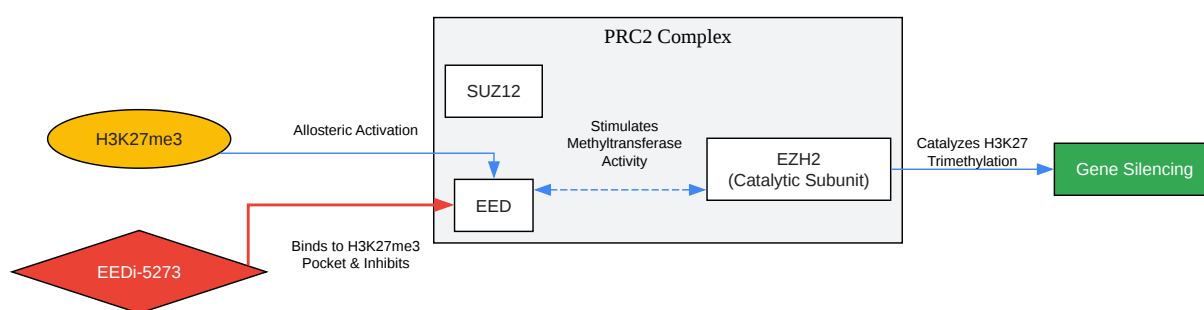 PRC2 Complex
SUZ12
H3K27me3
Allosteric Activation
Stimulates
Methyltransferase
Activity
EZH2
(Catalytic Subunit)
Catalyzes H3K27
Trimethylation
Gene Silencing
EED
Binds to H3K27me3
Pocket & Inhibits
EEDi-5273